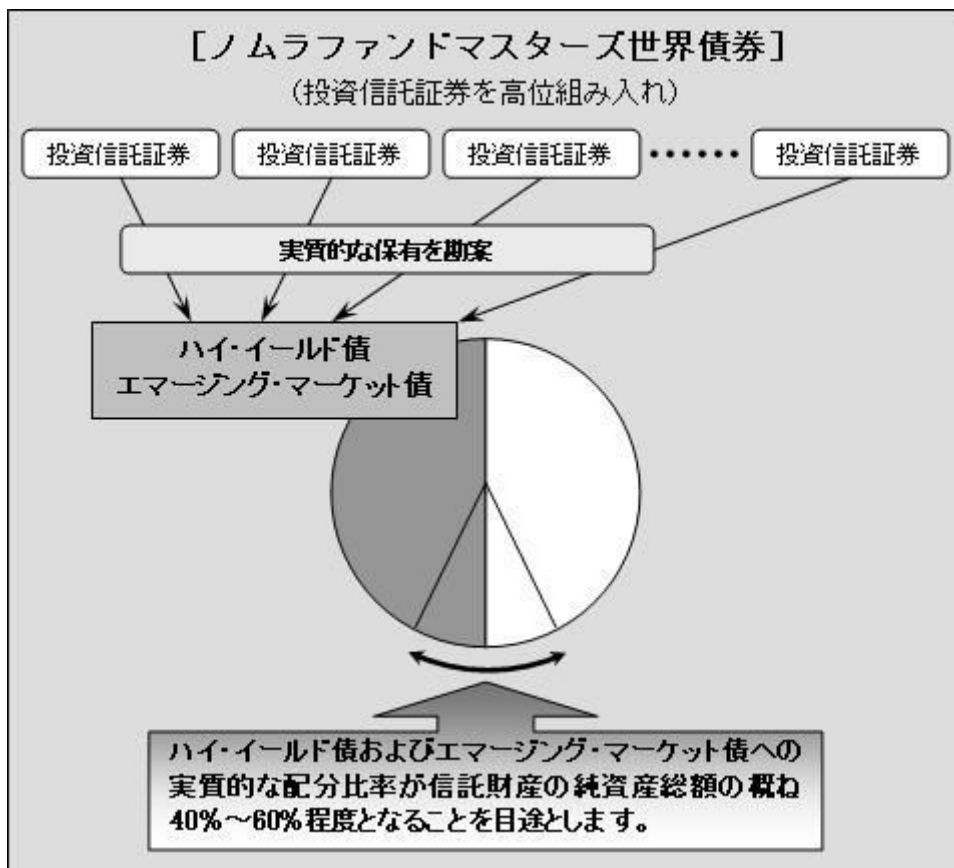 [ノムラファンドマスターズ世界債券]
(投資信託証券を高位組み入れ)
投資信託証券 投資信託証券 投資信託証券 ・・・・・・ 投資信託証券
実質的な保有を勘案
ハイ・イールド債
エマージング・マーケット債
ハイ・イールド債およびエマージング・マーケット債への
実質的な配分比率が信託財産の純資産総額の概ね
40%～60%程度となることを目途とします。